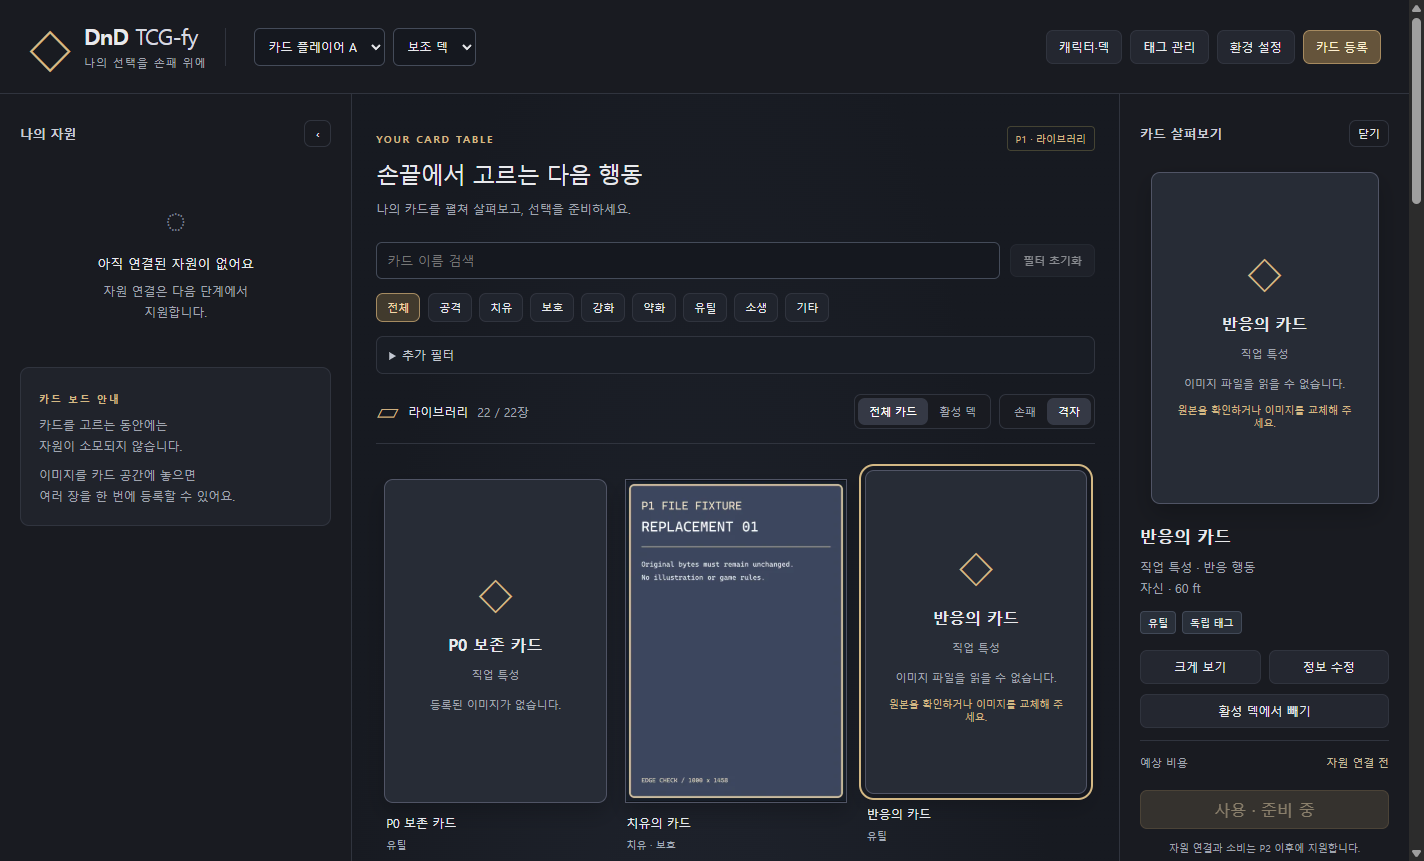 DnD TCG-fy
나의 선택을 손패 위에
카드 플레이어 A
보조 덱
캐릭터·덱
태그 관리
환경 설정
카드 등록
나의 자원
‹
아직 연결된 자원이 없어요
자원 연결은 다음 단계에서
지원합니다.
카드 보드 안내
카드를 고르는 동안에는
자원이 소모되지 않습니다.
이미지를 카드 공간에 놓으면
여러 장을 한 번에 등록할 수 있어요.
YOUR CARD TABLE
P1 · 라이브러리
손끝에서 고르는 다음 행동
나의 카드를 펼쳐 살펴보고, 선택을 준비하세요.
카드 이름 검색
필터 초기화
전체
공격
치유
보호
강화
약화
유틸
소생
기타
▶ 추가 필터
라이브러리 22 / 22장
전체 카드
활성 덱
손패
격자
P0 보존 카드
직업 특성
등록된 이미지가 없습니다.
P0 보존 카드
유틸
P1 FILE FIXTURE
REPLACEMENT 01
Original bytes must remain unchanged.
No illustration or game rules.
EDGE CHECK / 1000 x 1458
치유의 카드
치유 · 보호
반응의 카드
직업 특성
이미지 파일을 읽을 수 없습니다.
원본을 확인하거나 이미지를 교체해 주
세요.
반응의 카드
유틸
카드 살펴보기
닫기
반응의 카드
직업 특성
이미지 파일을 읽을 수 없습니다.
원본을 확인하거나 이미지를 교체해 주
세요.
반응의 카드
직업 특성 · 반응 행동
자신 · 60 ft
유틸
독립 태그
크게 보기
정보 수정
활성 덱에서 빼기
예상 비용
자원 연결 전
사용 · 준비 중
자원 연결과 소비는 P2 이후에 지원합니다.